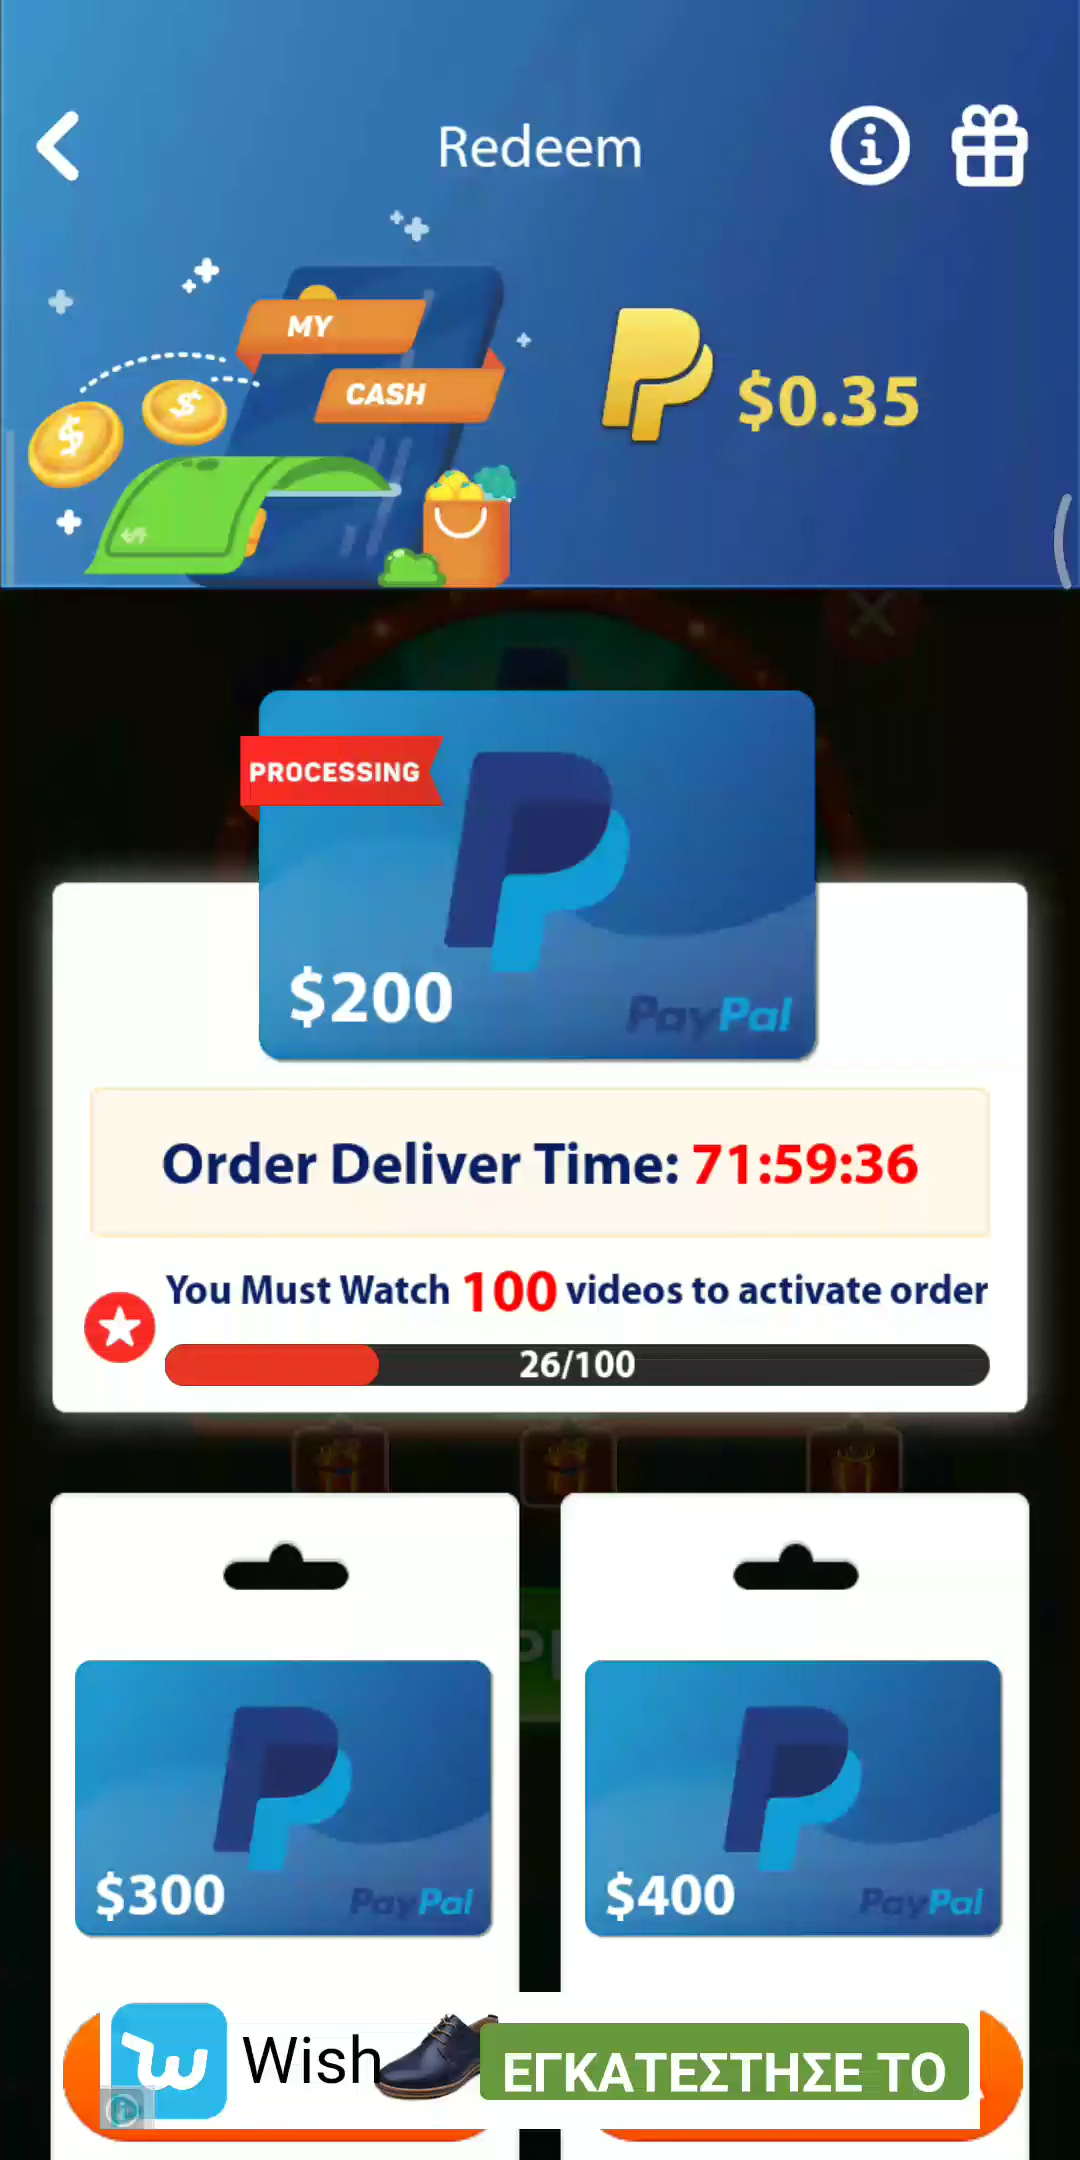 Redeem
MY
CASH
$0.35
PROCESSING
$200
PayPal
Order Deliver Time: 71:59:36
You Must Watch 100 videos to activate order
26/100
$300
PayPal
$400
PayPal
Wish
ΕΓΚΑΤΕΣΤΗΣΕ ΤΟ